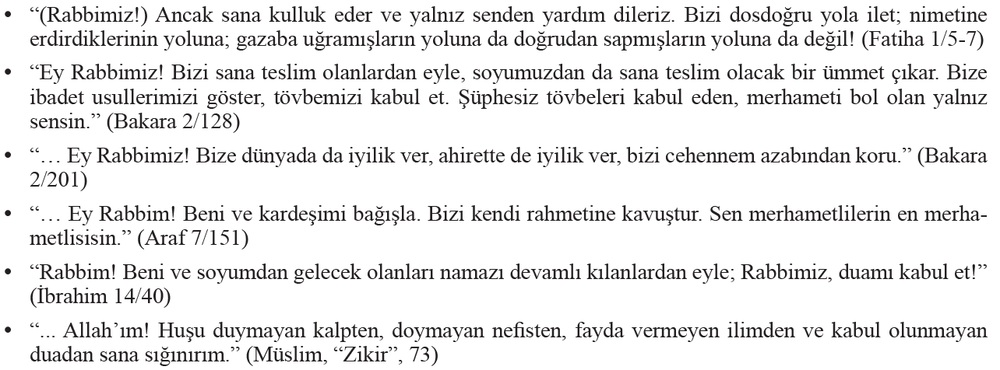 • “(Rabbimiz!) Ancak sana kulluk eder ve yalnız senden yardım dileriz. Bizi dosdoğru yola ilet; nimetine
erdirdiklerinin yoluna; gazaba uğramışların yoluna da doğrudan sapmışların yoluna da değil! (Fatiha 1/5-7)
• “Ey Rabbimiz! Bizi sana teslim olanlardan eyle, soyumuzdan da sana teslim olacak bir ümmet çıkar. Bize
ibadet usullerimizi göster, tövbemizi kabul et. Şüphesiz tövbeleri kabul eden, merhameti bol olan yalnız
sensin.” (Bakara 2/128)
• “… Ey Rabbimiz! Bize dünyada da iyilik ver, ahirette de iyilik ver, bizi cehennem azabından koru.” (Bakara
2/201)
• “… Ey Rabbim! Beni ve kardeşimi bağışla. Bizi kendi rahmetine kavuştur. Sen merhametlilerin en merha-
metlisisin.” (Araf 7/151)
• “Rabbim! Beni ve soyumdan gelecek olanları namazı devamlı kılanlardan eyle; Rabbimiz, duamı kabul et!”
(İbrahim 14/40)
• “... Allah’ım! Huşu duymayan kalpten, doymayan nefisten, fayda vermeyen ilimden ve kabul olunmayan
duadan sana sığınırım.” (Müslim, “Zikir”, 73)